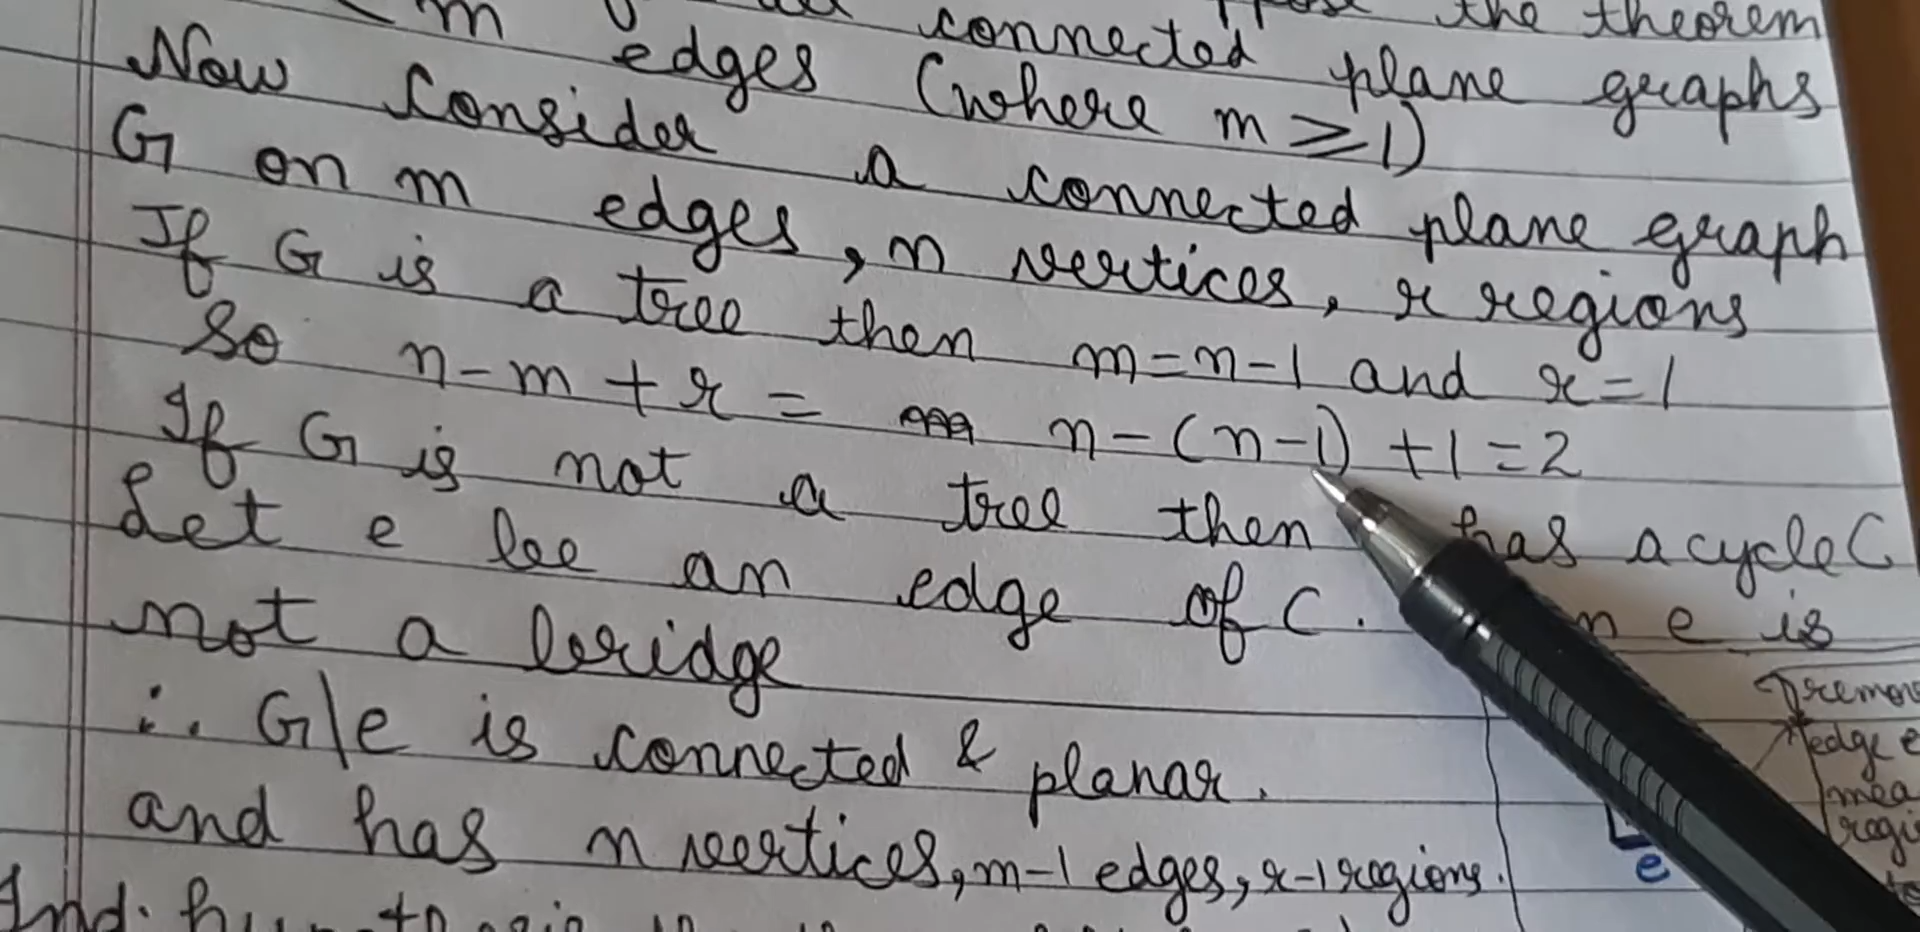 m connected the theorem
edges (where m ≥ 1) plane graphs
Now Consider a connected plane graph
G on m edges, n vertices, r regions
If G is a tree then m = n - 1 and r = 1
So n - m + r = n - (n - 1) + 1 = 2
If G is not a tree then has a cycle C
Let e be an edge of C. e is
not a bridge
∴ G\e is connected & planar.
and has n vertices, m-1 edges, r-1 regions.
edge e
e